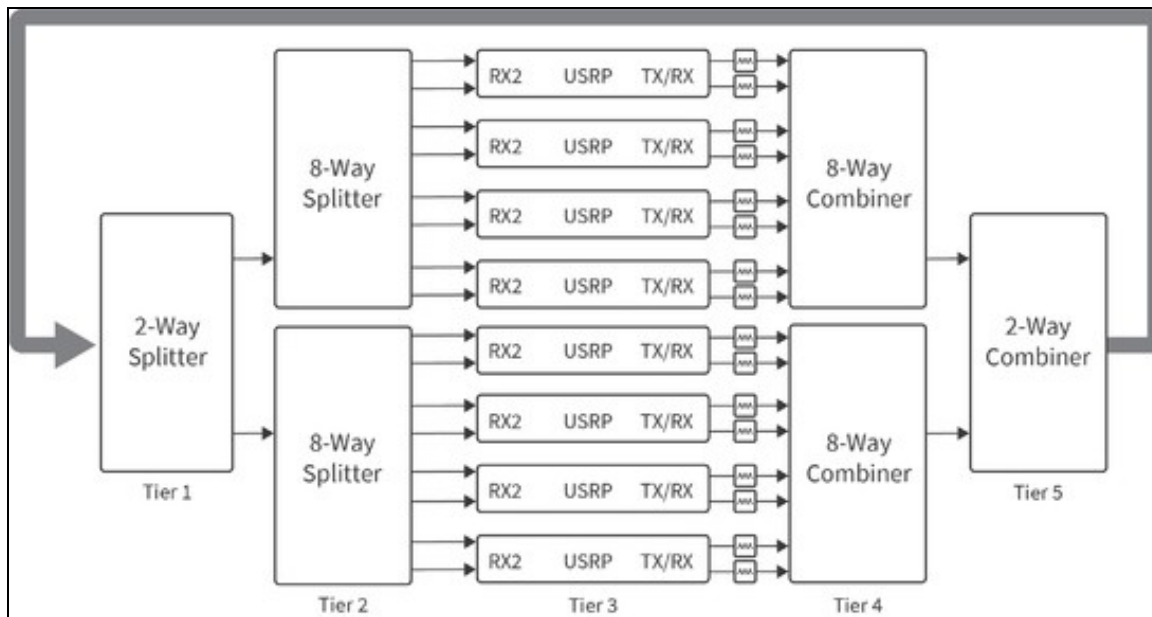 8-Way
Splitter
RX2 USRP TX/RX
RX2 USRP TX/RX
RX2 USRP TX/RX
RX2 USRP TX/RX
8-Way
Combiner
2-Way
Splitter
Tier 1
8-Way
Splitter
Tier 2
RX2 USRP TX/RX
RX2 USRP TX/RX
RX2 USRP TX/RX
RX2 USRP TX/RX
Tier 3
8-Way
Combiner
Tier 4
2-Way
Combiner
Tier 5